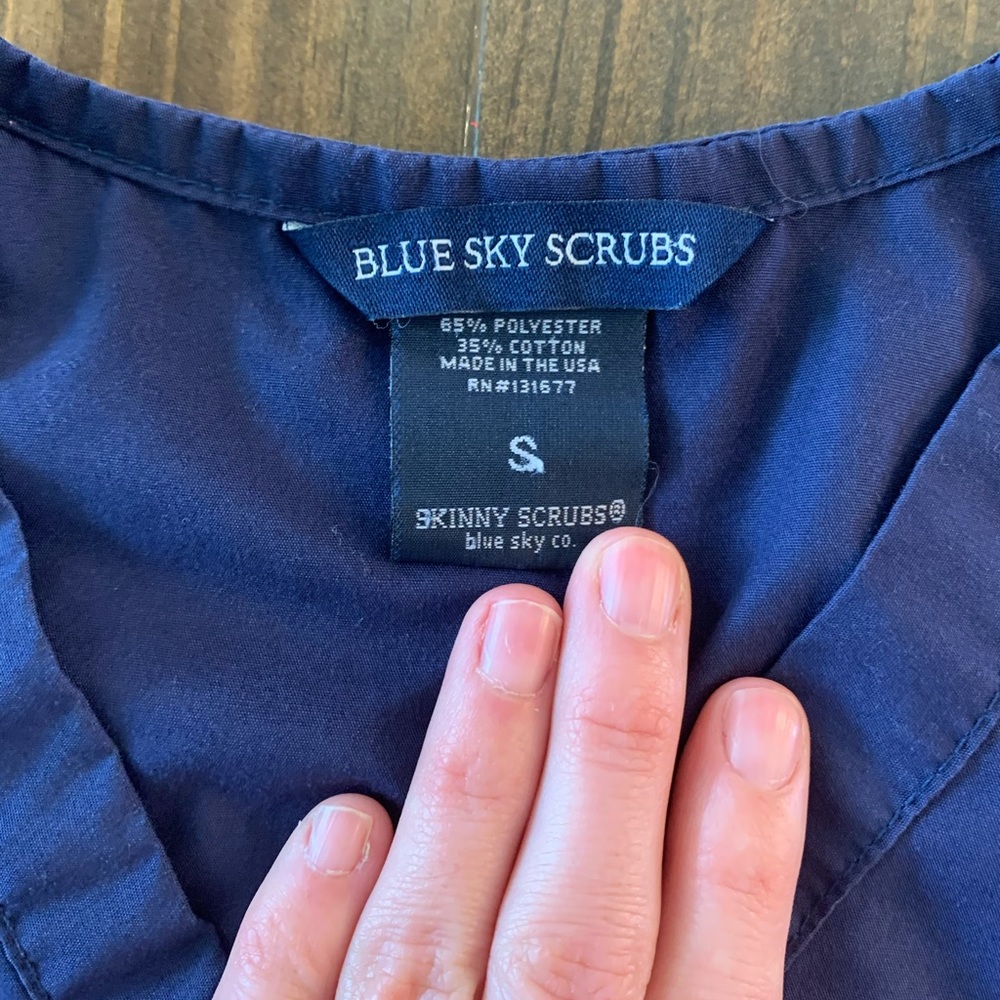 BLUE SKY SCRUBS
65% POLYESTER
35% COTTON
MADE IN THE USA
RN#131677
S
SKINNY SCRUBS®
blue sky co.